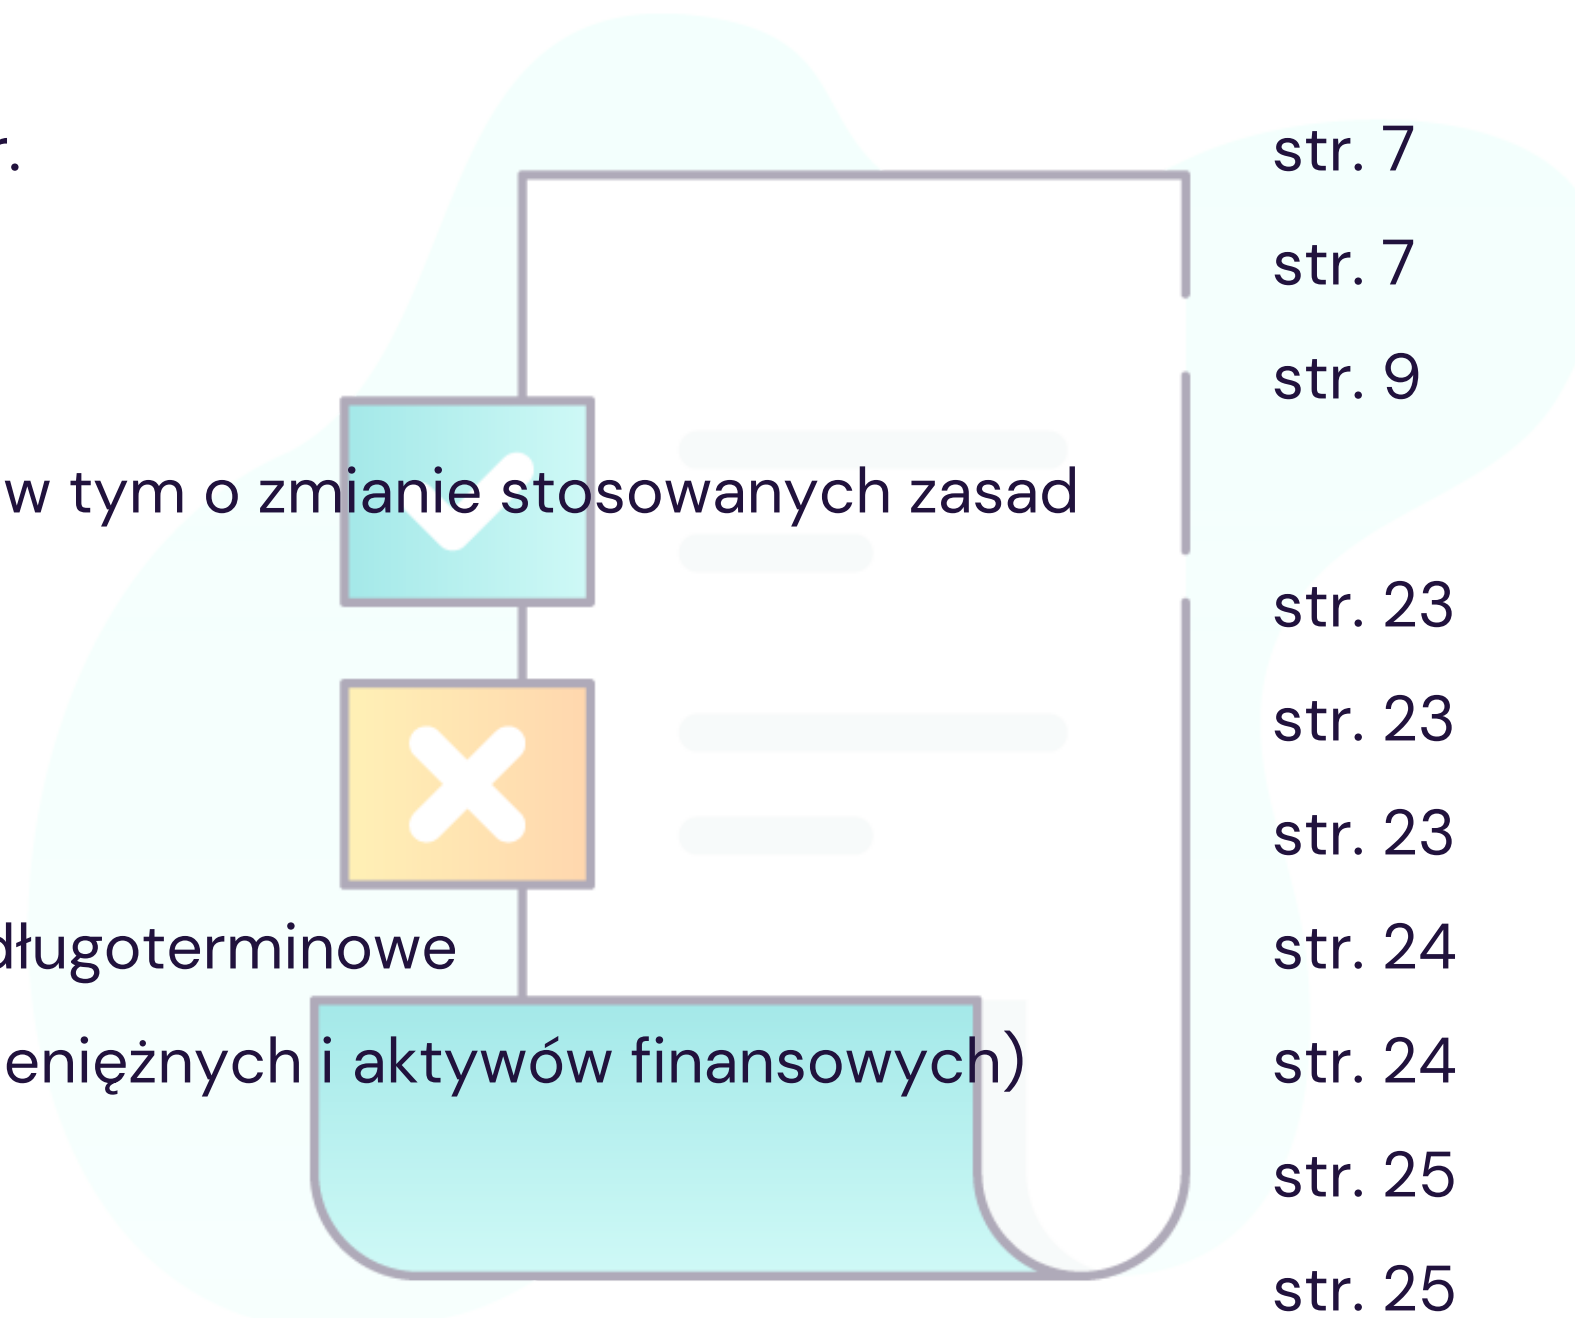 r. str. 7
str. 7
str. 9
w tym o zmianie stosowanych zasad
str. 23
str. 23
str. 23
długoterminowe str. 24
eniężnych i aktywów finansowych) str. 24
str. 25
str. 25